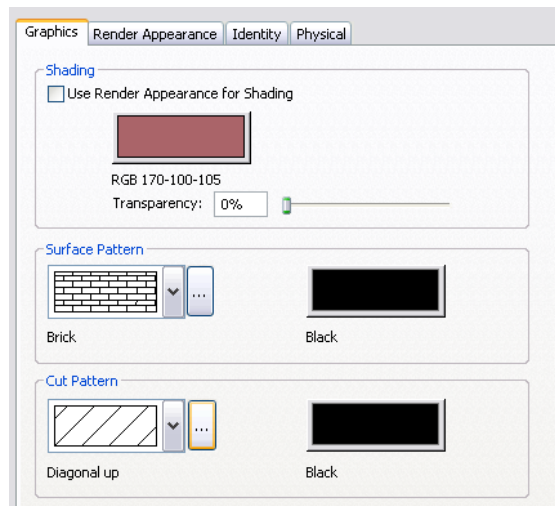 Graphics Render Appearance Identity Physical
Shading
Use Render Appearance for Shading
RGB 170-100-105
Transparency: 0%
Surface Pattern
...
Brick Black
Cut Pattern
...
Diagonal up Black